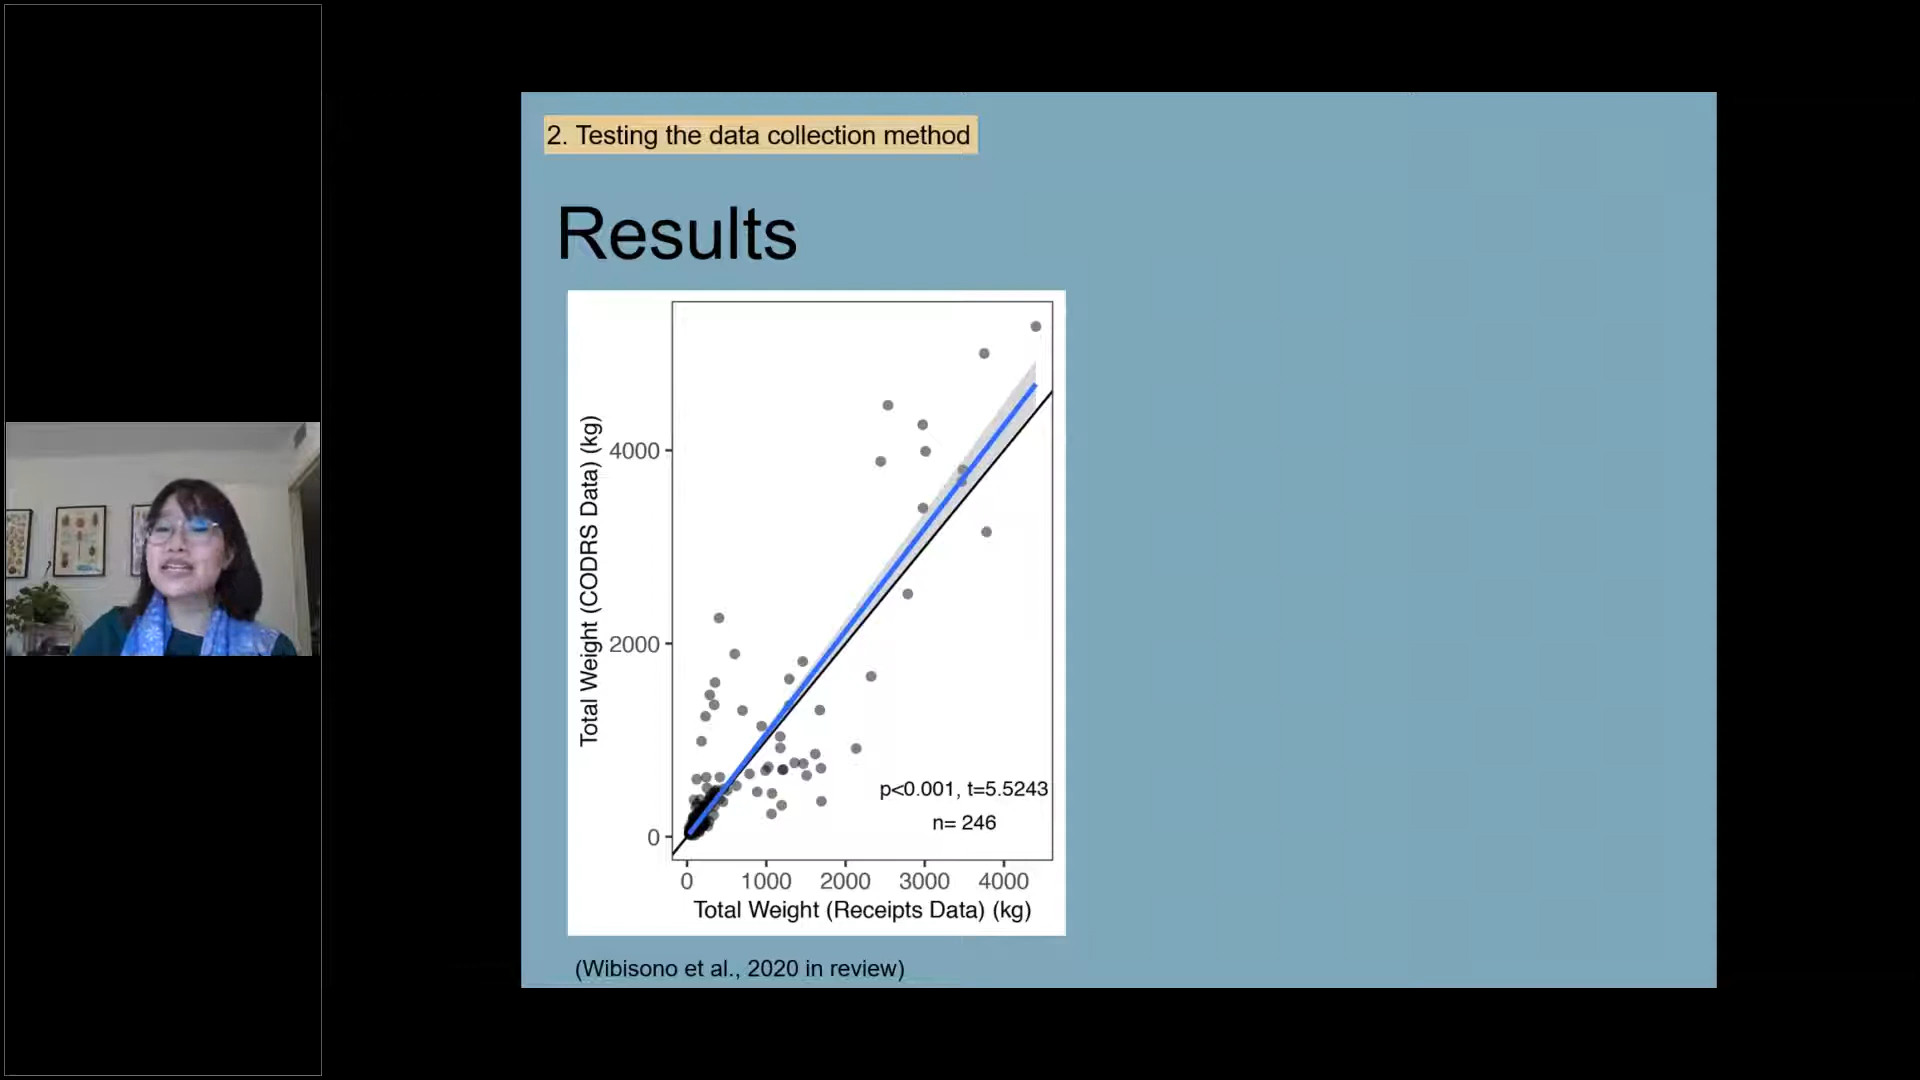 2. Testing the data collection method
Results
Total Weight (CODRS Data) (kg)
4000
2000
0
p<0.001, t=5.5243
n= 246
0 1000 2000 3000 4000
Total Weight (Receipts Data) (kg)
(Wibisono et al., 2020 in review)